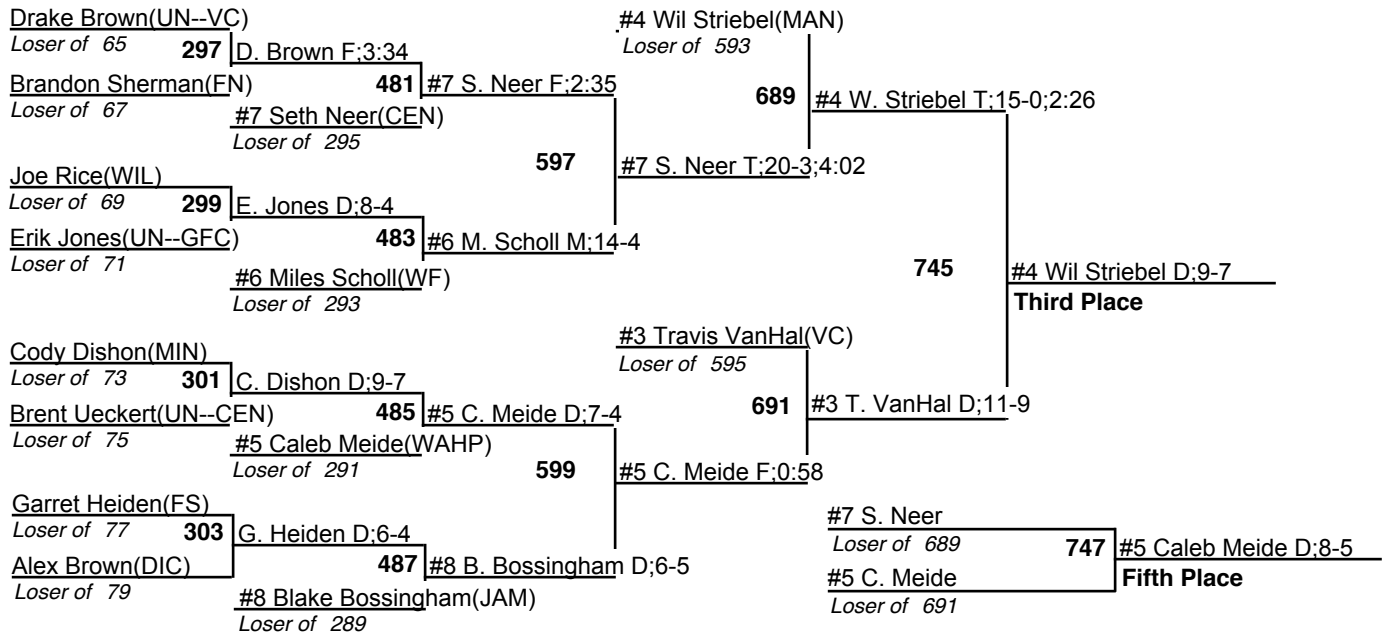 Drake Brown(UN--VC)
Loser of 65
297
D. Brown F;3:34
Brandon Sherman(FN)
Loser of 67
481
#7 S. Neer F;2:35
#7 Seth Neer(CEN)
Loser of 295
597
#7 S. Neer T;20-3;4:02
Joe Rice(WIL)
Loser of 69
299
E. Jones D;8-4
Erik Jones(UN--GFC)
Loser of 71
483
#6 M. Scholl M;14-4
#6 Miles Scholl(WF)
Loser of 293
#4 Wil Striebel(MAN)
Loser of 593
689
#4 W. Striebel T;15-0;2:26
745
#4 Wil Striebel D;9-7
Third Place
Cody Dishon(MIN)
Loser of 73
301
C. Dishon D;9-7
Brent Ueckert(UN--CEN)
Loser of 75
485
#5 C. Meide D;7-4
#5 Caleb Meide(WAHP)
Loser of 291
599
#5 C. Meide F;0:58
Garret Heiden(FS)
Loser of 77
303
G. Heiden D;6-4
Alex Brown(DIC)
Loser of 79
487
#8 B. Bossingham D;6-5
#8 Blake Bossingham(JAM)
Loser of 289
#3 Travis VanHal(VC)
Loser of 595
691
#3 T. VanHal D;11-9
#7 S. Neer
Loser of 689
747
#5 Caleb Meide D;8-5
#5 C. Meide
Fifth Place
Loser of 691